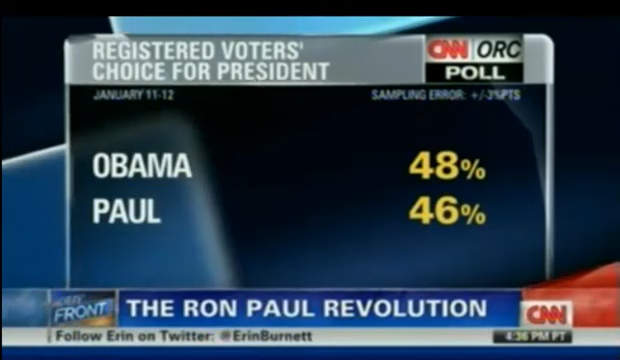 REGISTERED VOTERS'
CHOICE FOR PRESIDENT
CNN ORC
POLL
JANUARY 11-12
SAMPLING ERROR: +/-3%PTS
OBAMA 48%
PAUL 46%
FRONT
THE RON PAUL REVOLUTION
CNN
Follow Erin on Twitter: @ErinBurnett
4:36 PM PT